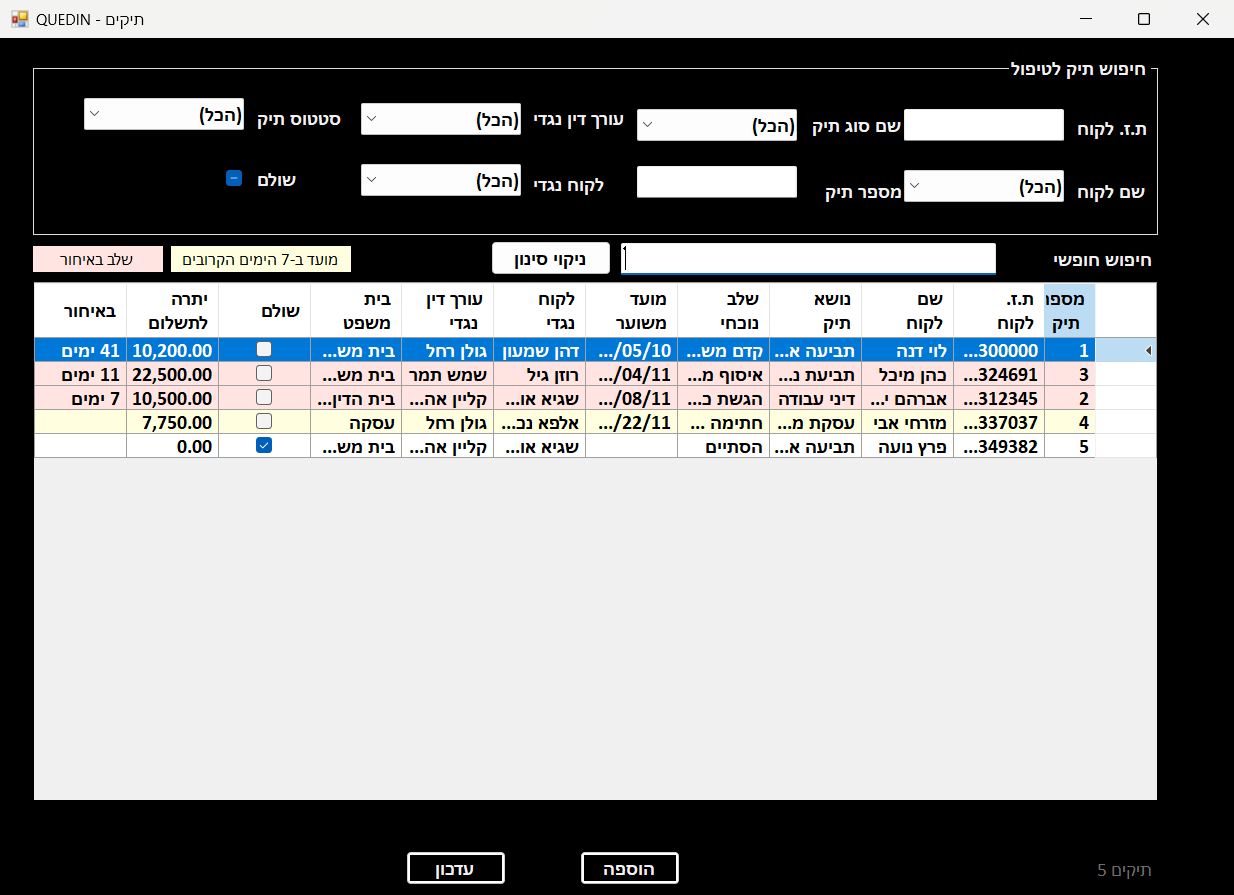 תיקים - QUEDIN
חיפוש תיק לטיפול
ת.ז. לקוח
שם סוג תיק (הכל)
עורך דין נגדי (הכל)
סטטוס תיק (הכל)
שם לקוח (הכל)
מספר תיק
לקוח נגדי (הכל)
שולם
חיפוש חופשי
ניקוי סינון
מועד ב-7 הימים הקרובים
שלב באיחור
מספר תיק ת.ז. לקוח שם לקוח נושא תיק שלב נוכחי מועד משוער לקוח נגדי עורך דין נגדי בית משפט שולם יתרה לתשלום באיחור
1 300000... לוי דנה תביעה א... קדם מש... 05/10/... דהן שמעון גולן רחל בית מש... 10,200.00 41 ימים
3 324691... כהן מיכל תביעת נ... איסוף מ... 04/11/... רוזן גיל שמש תמר בית מש... 22,500.00 11 ימים
2 312345... אברהם י... דיני עבודה הגשת כ... 08/11/... שגיא או... קליין אה... בית הדין... 10,500.00 7 ימים
4 337037... מזרחי אבי עסקת מ... חתימה ... 22/11/... אלפא נכ... גולן רחל עסקה 7,750.00
5 349382... פרץ נועה תביעה א... הסתיים שגיא או... קליין אה... בית מש... 0.00
הוספה
עדכון
5 תיקים